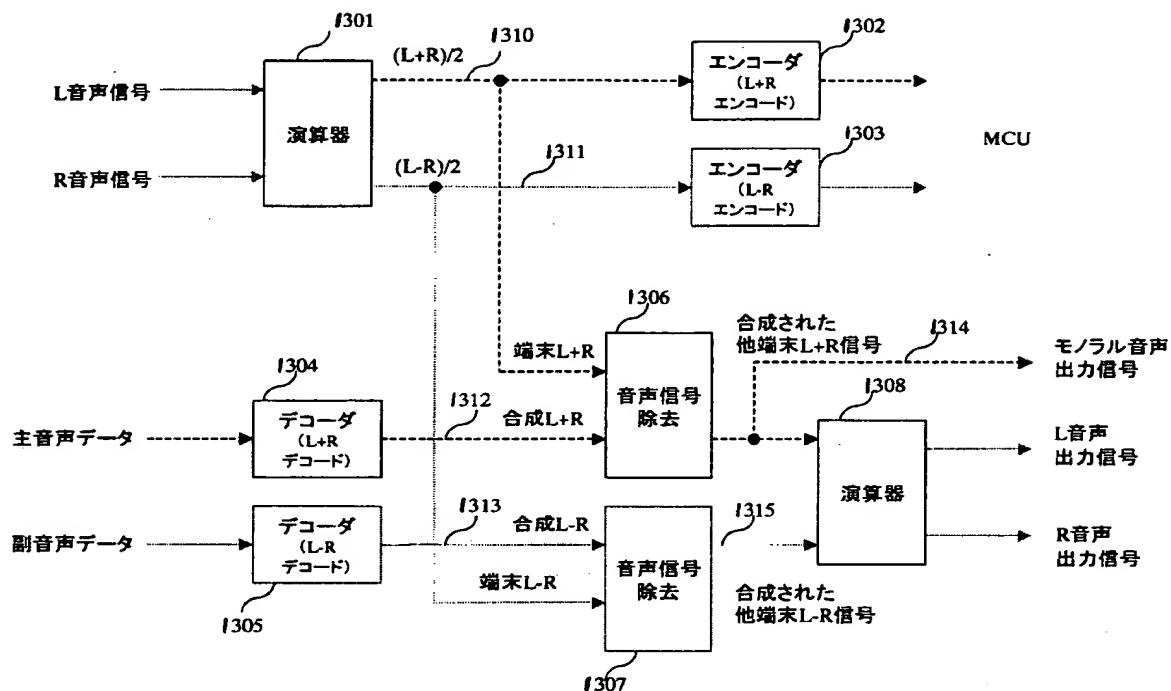 1301
(L+R)/2
1310
1302
L音声信号
演算器
エンコーダ
(L+R
エンコード)
R音声信号
(L-R)/2
1311
1303
エンコーダ
(L-R
エンコード)
MCU
1306
端末L+R
合成された
他端末L+R信号
1314
モノラル音声
出力信号
1304
主音声データ
デコーダ
(L+R
デコード)
1312
合成L+R
音声信号
除去
1308
演算器
L音声
出力信号
副音声データ
デコーダ
(L-R
デコード)
1305
1313
合成L-R
端末L-R
音声信号
除去
1307
1315
合成された
他端末L-R信号
R音声
出力信号